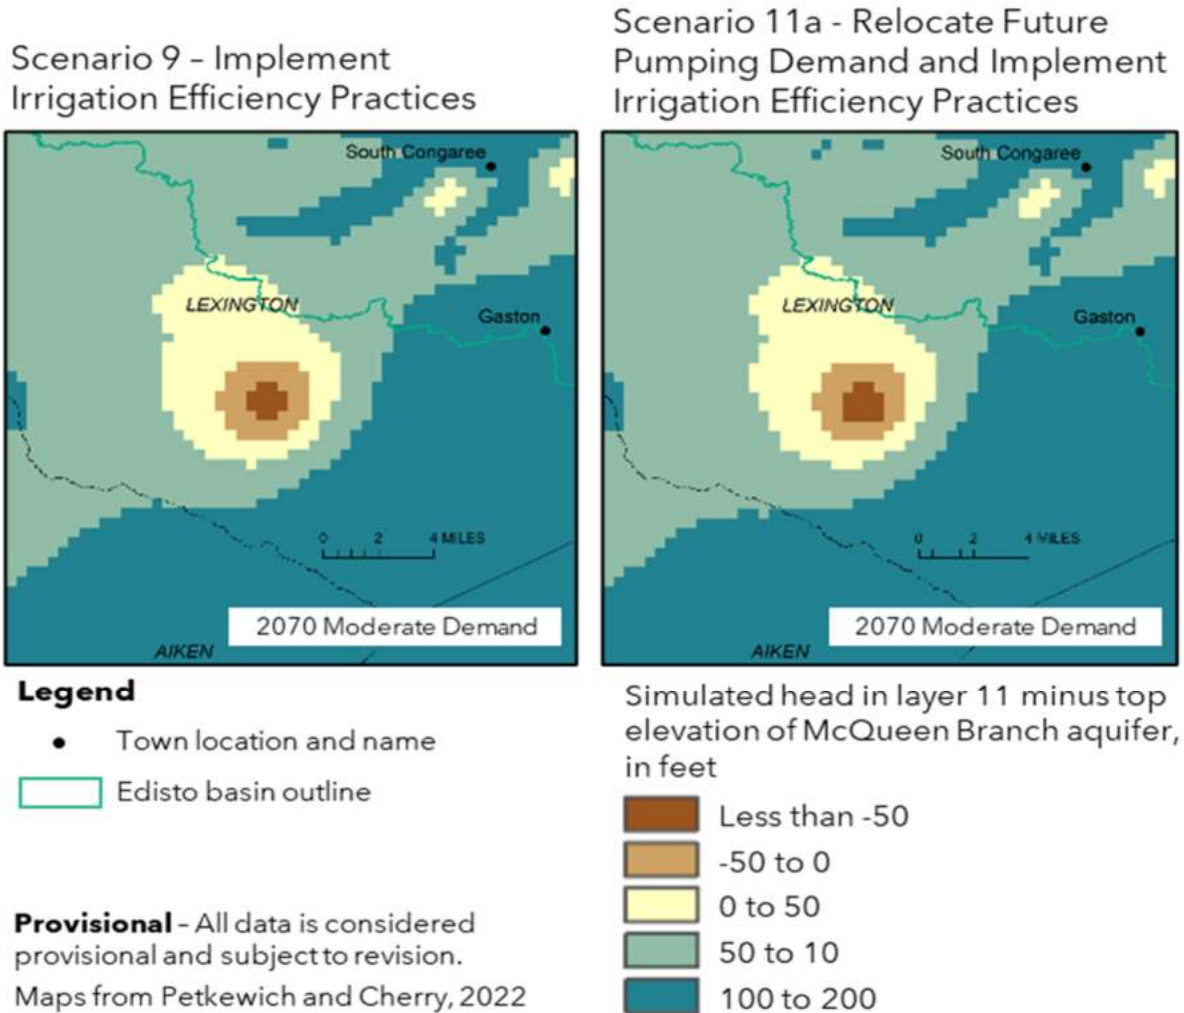 Scenario 9 – Implement
Irrigation Efficiency Practices
Scenario 11a - Relocate Future
Pumping Demand and Implement
Irrigation Efficiency Practices
South Congaree
LEXINGTON
Gaston
0 2 4 MILES
2070 Moderate Demand
AIKEN
South Congaree
LEXINGTON
Gaston
0 2 4 MILES
2070 Moderate Demand
AIKEN
Legend
Town location and name
Edisto basin outline
Provisional – All data is considered
provisional and subject to revision.
Maps from Petkewich and Cherry, 2022
Simulated head in layer 11 minus top
elevation of McQueen Branch aquifer,
in feet
Less than -50
-50 to 0
0 to 50
50 to 10
100 to 200